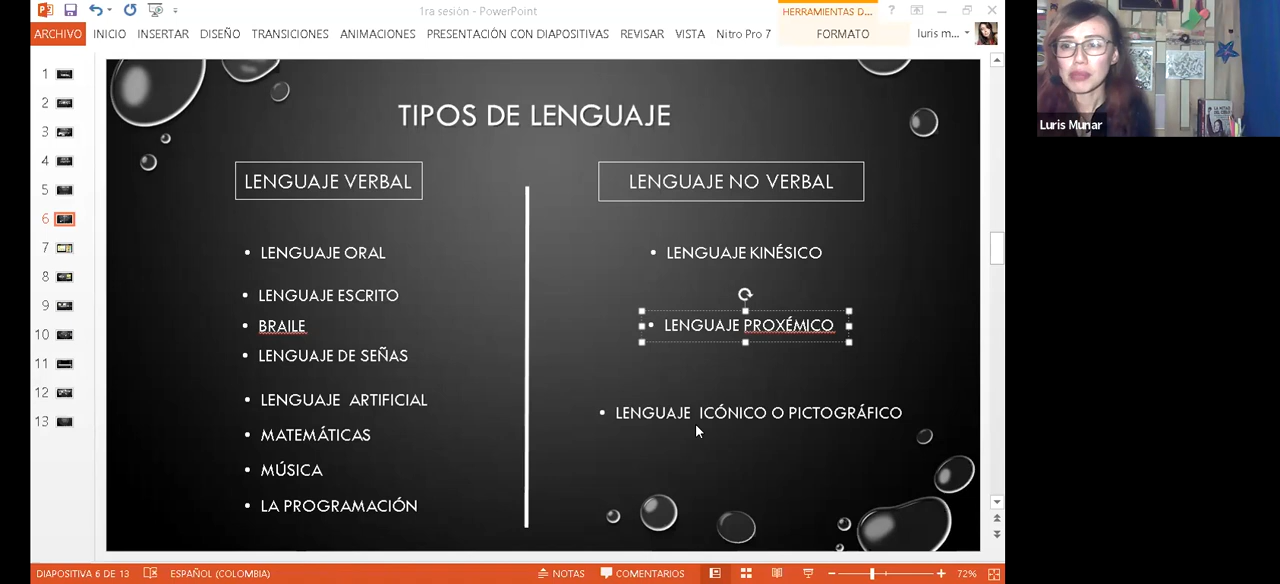 1ra sesión - PowerPoint
HERRAMIENTAS D...
?
ARCHIVO INICIO INSERTAR DISEÑO TRANSICIONES ANIMACIONES PRESENTACIÓN CON DIAPOSITIVAS REVISAR VISTA Nitro Pro 7 FORMATO luris m...
Luris Munar
1
2
3
4
5
6
7
8
9
10
11
12
13
TIPOS DE LENGUAJE
LENGUAJE VERBAL
• LENGUAJE ORAL
• LENGUAJE ESCRITO
• BRAILE
• LENGUAJE DE SEÑAS
• LENGUAJE ARTIFICIAL
• MATEMÁTICAS
• MÚSICA
• LA PROGRAMACIÓN
LENGUAJE NO VERBAL
• LENGUAJE KINÉSICO
• LENGUAJE PROXÉMICO
• LENGUAJE ICÓNICO O PICTOGRÁFICO
DIAPOSITIVA 6 DE 13 ESPAÑOL (COLOMBIA) NOTAS COMENTARIOS 72%